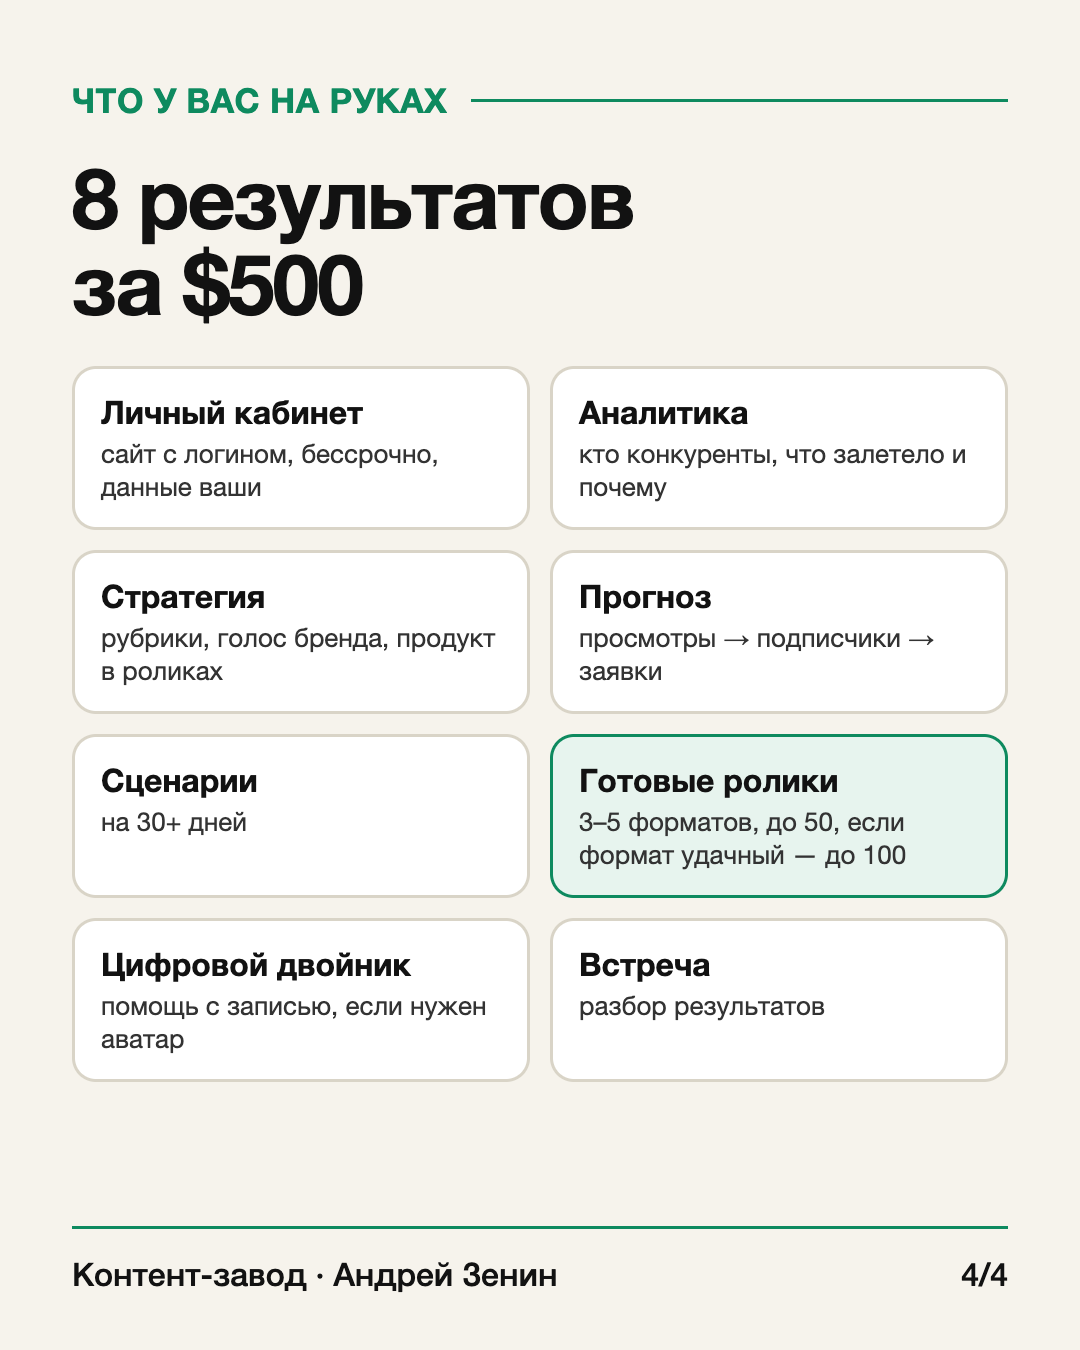 ЧТО У ВАС НА РУКАХ
8 результатов
за $500
Личный кабинет
сайт с логином, бессрочно,
данные ваши
Аналитика
кто конкуренты, что залетело и
почему
Стратегия
рубрики, голос бренда, продукт
в роликах
Прогноз
просмотры → подписчики →
заявки
Сценарии
на 30+ дней
Готовые ролики
3–5 форматов, до 50, если
формат удачный — до 100
Цифровой двойник
помощь с записью, если нужен
аватар
Встреча
разбор результатов
Контент-завод · Андрей Зенин
4/4